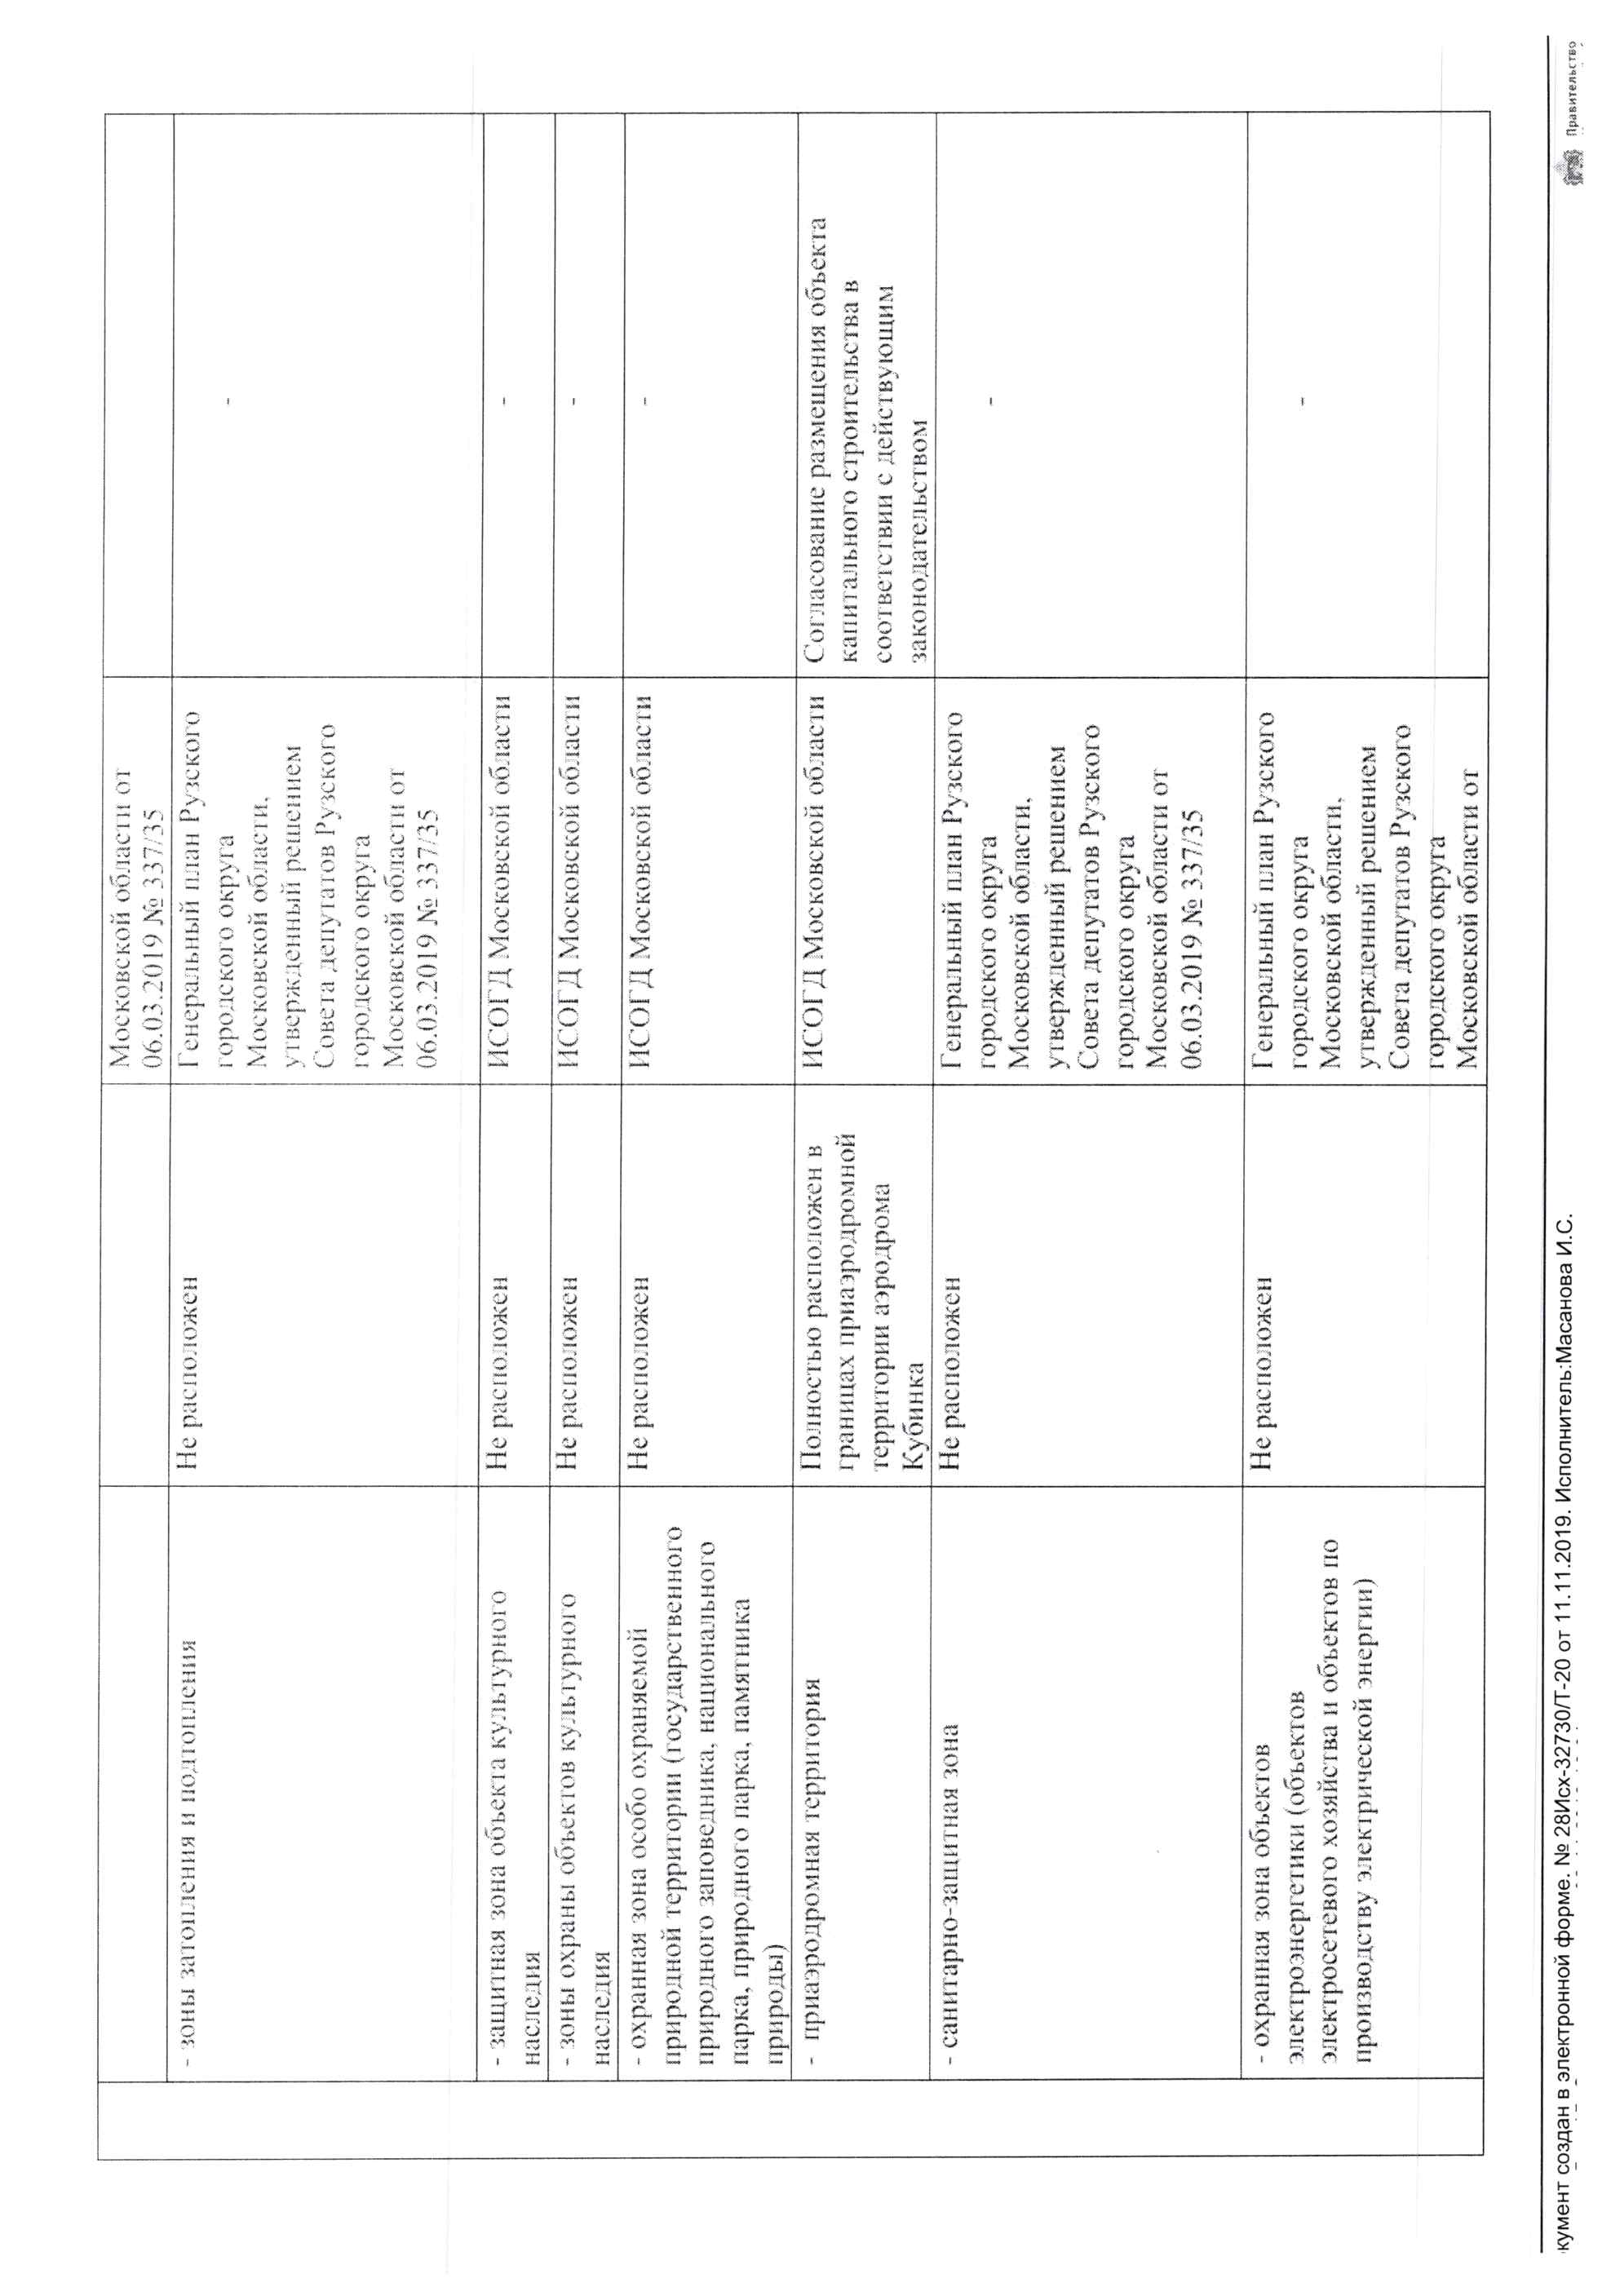 Московской области от
06.03.2019 № 337/35
- зоны затопления и подтопления
Не расположен
Генеральный план Рузского
городского округа
Московской области,
утвержденный решением
Совета депутатов Рузского
городского округа
Московской области от
06.03.2019 № 337/35
-
- защитная зона объекта культурного
наследия
Не расположен
ИСОГД Московской области
-
- зоны охраны объектов культурного
наследия
Не расположен
ИСОГД Московской области
-
- охранная зона особо охраняемой
природной территории (государственного
природного заповедника, национального
парка, природного парка, памятника
природы)
Не расположен
ИСОГД Московской области
-
- приаэродромная территория
Полностью расположен в
границах приаэродромной
территории аэродрома
Кубинка
ИСОГД Московской области
Согласование размещения объекта
капитального строительства в
соответствии с действующим
законодательством
- санитарно-защитная зона
Не расположен
Генеральный план Рузского
городского округа
Московской области,
утвержденный решением
Совета депутатов Рузского
городского округа
Московской области от
06.03.2019 № 337/35
-
- охранная зона объектов
электроэнергетики (объектов
электросетевого хозяйства и объектов по
производству электрической энергии)
Не расположен
Генеральный план Рузского
городского округа
Московской области,
утвержденный решением
Совета депутатов Рузского
городского округа
Московской области от
-
кумент создан в электронной форме. № 28Исх-32730/Т-20 от 11.11.2019. Исполнитель:Масанова И.С.
Правительство